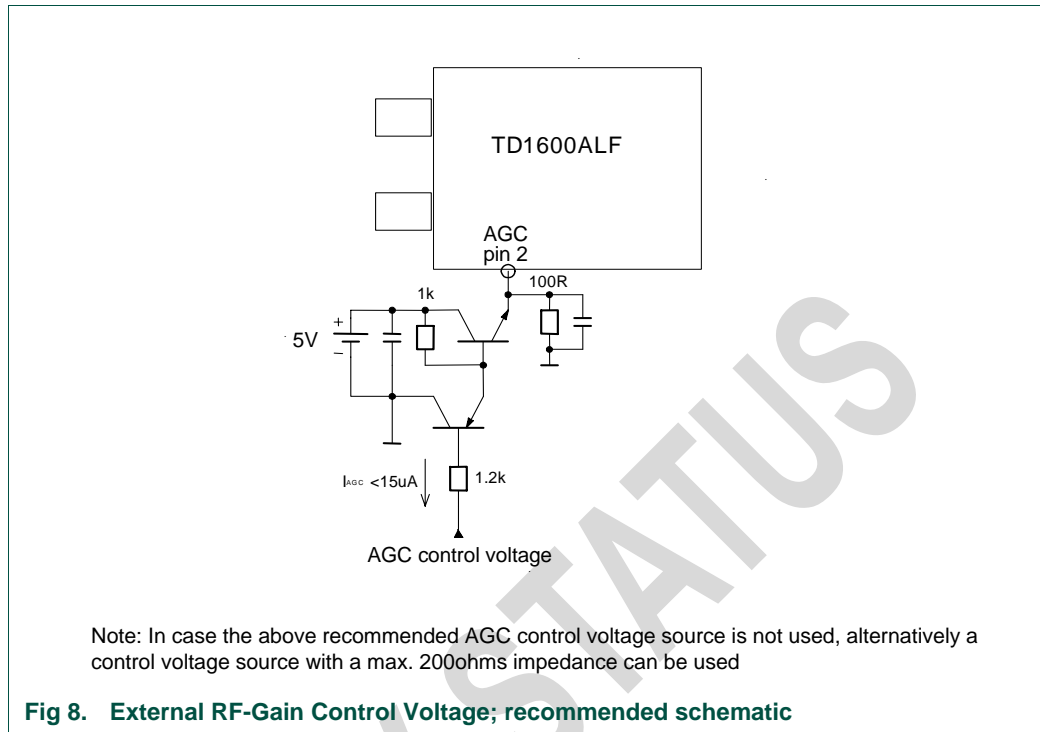 TD1600ALF
AGC
pin 2
100R
1k
+
5V
–
IAGC <15uA
1.2k
AGC control voltage
STATUS
Note: In case the above recommended AGC control voltage source is not used, alternatively a
control voltage source with a max. 200ohms impedance can be used
Fig 8. External RF-Gain Control Voltage; recommended schematic